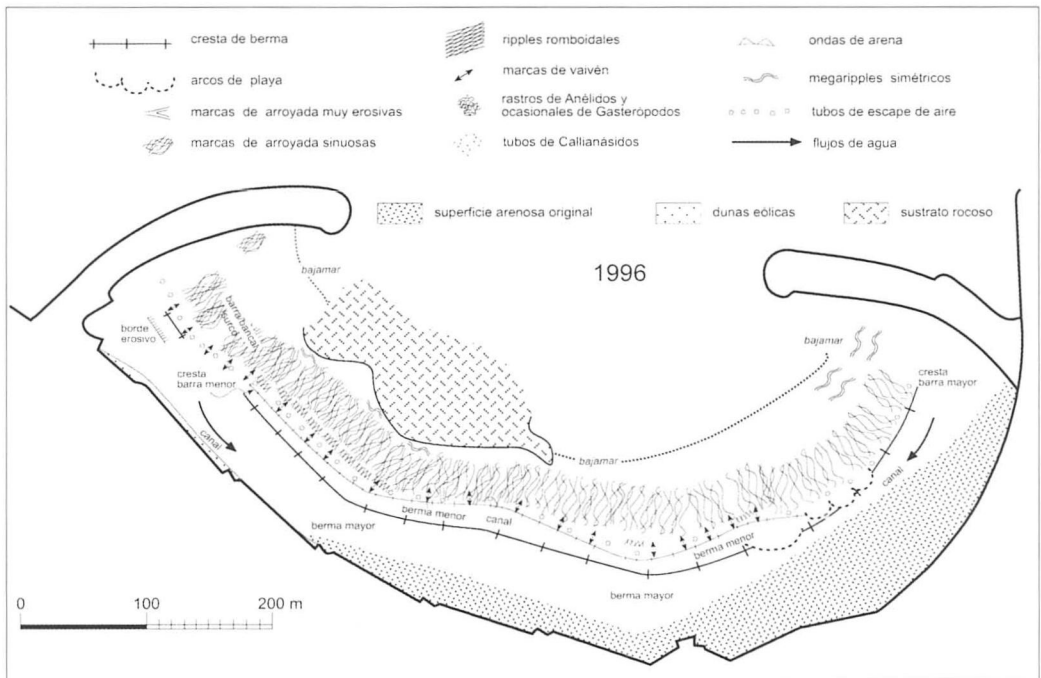 cresta de berma
arcos de playa
marcas de arroyada muy erosivas
marcas de arroyada sinuosas
ripples romboidales
marcas de vaivén
rastros de Anélidos y
ocasionales de Gasterópodos
tubos de Callianásidos
ondas de arena
megaripples simétricos
tubos de escape de aire
flujos de agua
superficie arenosa original
dunas eólicas
sustrato rocoso
1996
bajamar
bajamar
bajamar
borde
erosivo
barra/bancal
surco
cresta
barra menor
canal
cresta
barra mayor
canal
berma mayor
berma menor
canal
berma menor
berma mayor
0 100 200 m